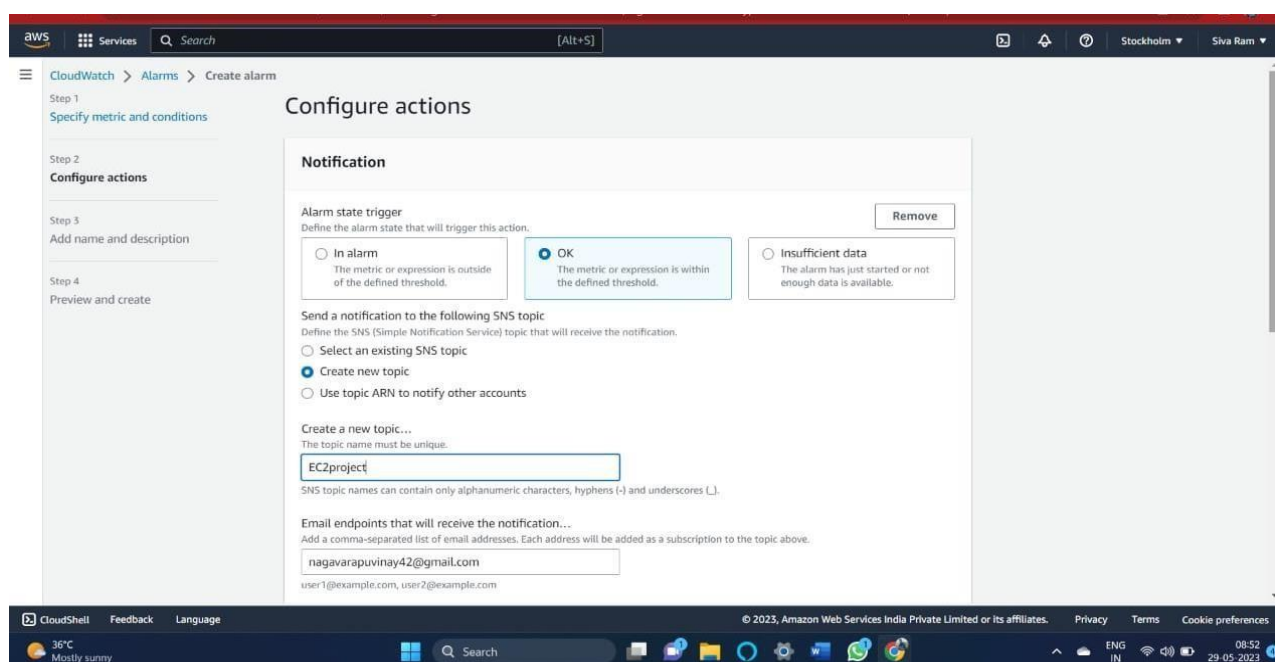 aws Services Search [Alt+S] Stockholm Siva Ram
CloudWatch > Alarms > Create alarm
Step 1
Specify metric and conditions
Step 2
Configure actions
Step 3
Add name and description
Step 4
Preview and create
Configure actions
Notification
Alarm state trigger
Define the alarm state that will trigger this action.
Remove
In alarm
The metric or expression is outside
of the defined threshold.
OK
The metric or expression is within
the defined threshold.
Insufficient data
The alarm has just started or not
enough data is available.
Send a notification to the following SNS topic
Define the SNS (Simple Notification Service) topic that will receive the notification.
Select an existing SNS topic
Create new topic
Use topic ARN to notify other accounts
Create a new topic...
The topic name must be unique.
EC2project
SNS topic names can contain only alphanumeric characters, hyphens (-) and underscores (_).
Email endpoints that will receive the notification...
Add a comma-separated list of email addresses. Each address will be added as a subscription to the topic above.
nagavarapuvinay42@gmail.com
user1@example.com, user2@example.com
CloudShell Feedback Language © 2023, Amazon Web Services India Private Limited or its affiliates. Privacy Terms Cookie preferences
36°C
Mostly sunny
Search
ENG
IN
08:52
29-05-2023